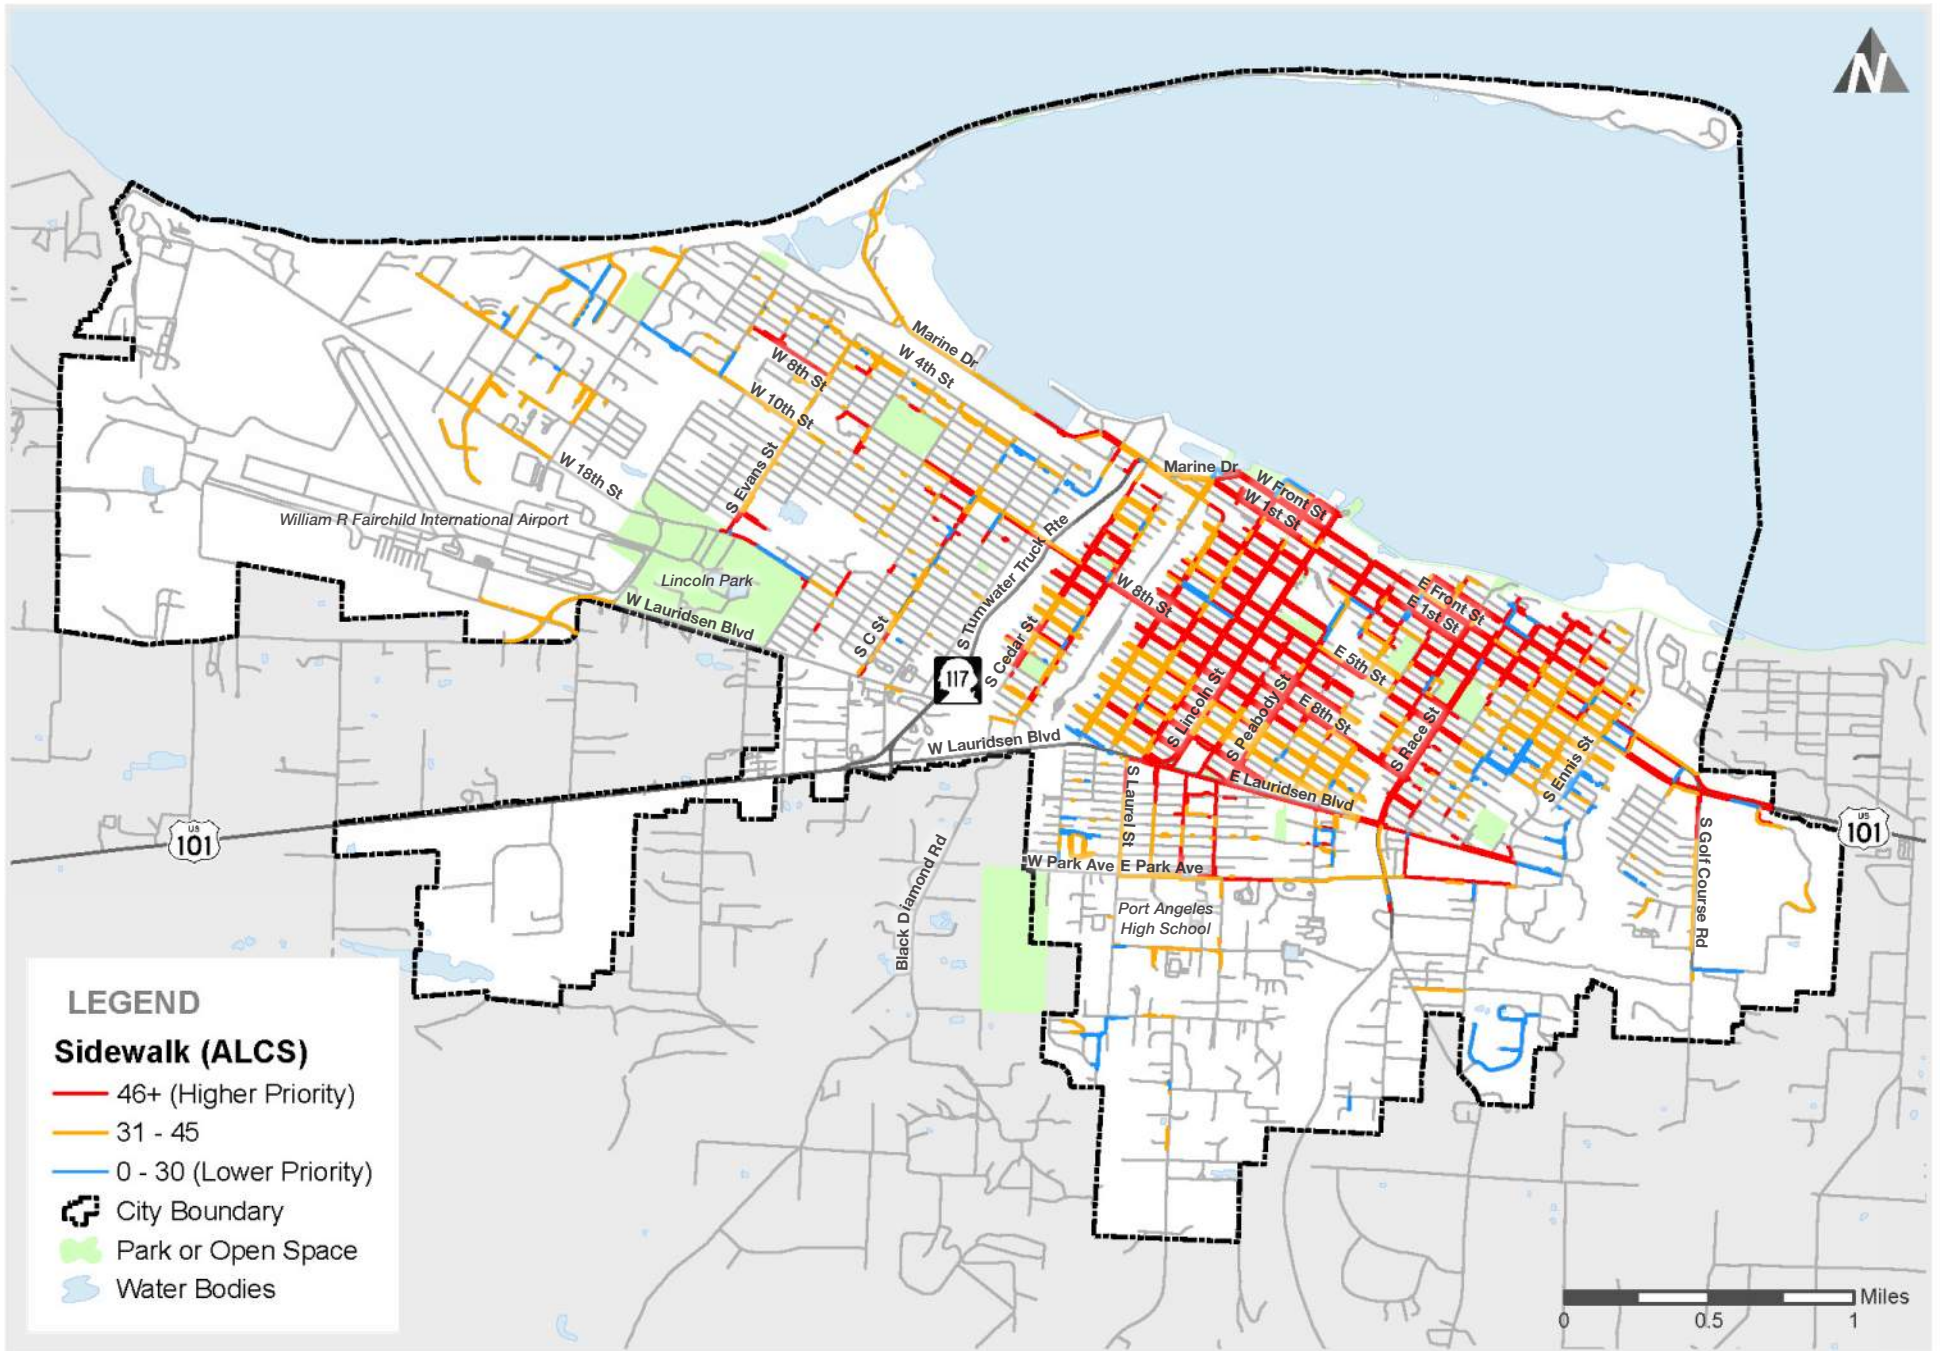 N
Marine Dr
W 4th St
W 8th St
W 10th St
W 18th St
S Evans St
William R Fairchild International Airport
Lincoln Park
W Lauridsen Blvd
S C St
S Tumwater Truck Rte
117
S Cedar St
W Lauridsen Blvd
Marine Dr
W Front St
W 1st St
W 8th St
E Front St
E 1st St
E 5th St
E 8th St
S Lincoln St
S Peabody St
S Race St
S Ennis St
E Lauridsen Blvd
S Laurel St
W Park Ave
E Park Ave
Port Angeles
High School
Black Diamond Rd
S Golf Course Rd
US
101
US
101
LEGEND
Sidewalk (ALCS)
46+ (Higher Priority)
31 - 45
0 - 30 (Lower Priority)
City Boundary
Park or Open Space
Water Bodies
Miles
0 0.5 1